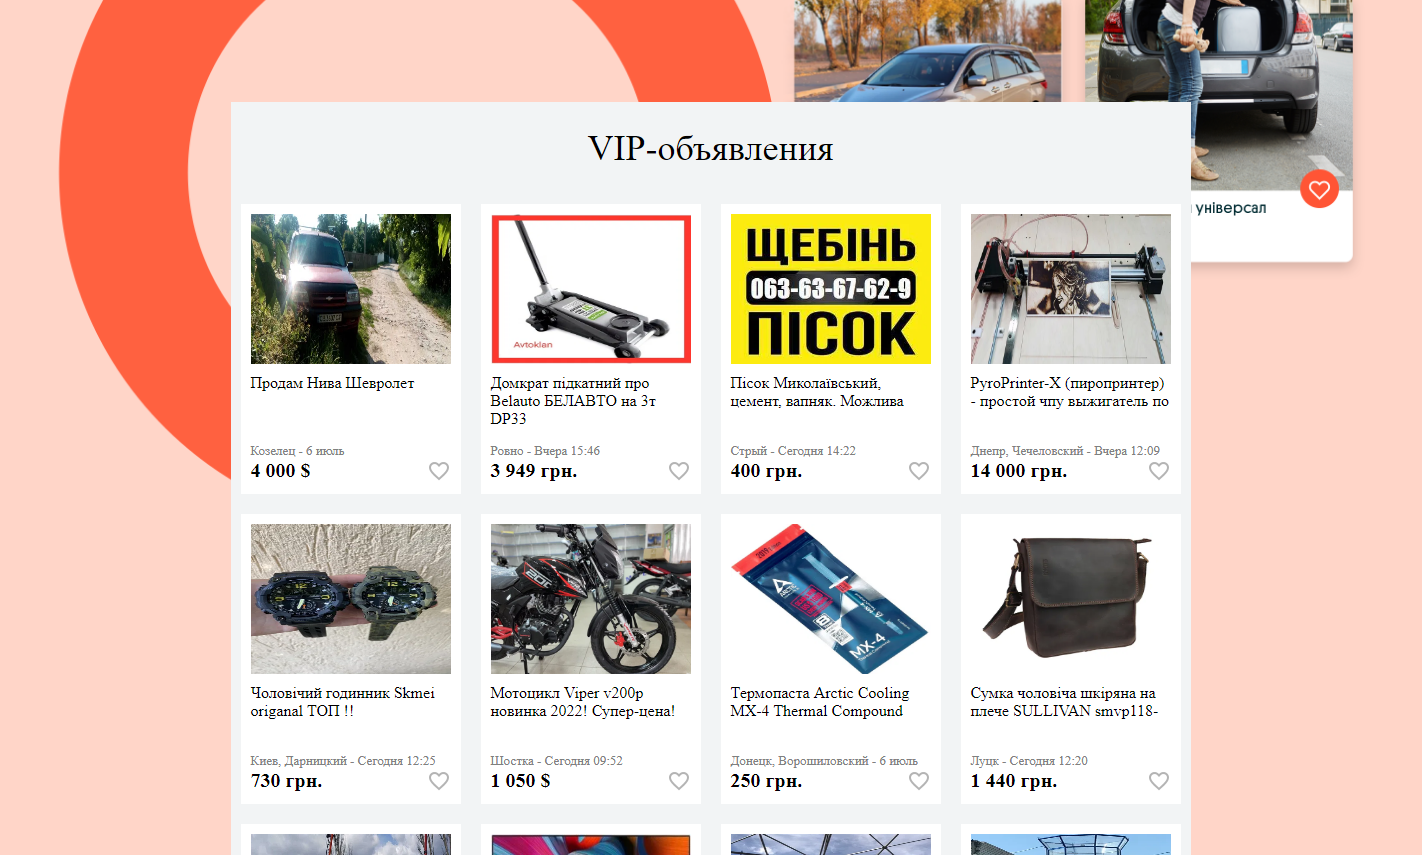 VIP-объявления
універсал
ЩЕБІНЬ
063-63-67-62-9
ПІСОК
Avtoklan
Продам Нива Шевролет
Домкрат підкатний про
Belauto БЕЛАВТО на 3т
DP33
Пісок Миколаївський,
цемент, вапняк. Можлива
PyroPrinter-X (пиропринтер)
- простой чпу выжигатель по
Козелец - 6 июль
4 000 $
Ровно - Вчера 15:46
3 949 грн.
Стрый - Сегодня 14:22
400 грн.
Днепр, Чечеловский - Вчера 12:09
14 000 грн.
2019
ARCTIC
MX-4
Чоловічий годинник Skmei
origanal ТОП !!
Мотоцикл Viper v200p
новинка 2022! Супер-цена!
Термопаста Arctic Cooling
MX-4 Thermal Compound
Сумка чоловіча шкіряна на
плече SULLIVAN smvp118-
Киев, Дарницкий - Сегодня 12:25
730 грн.
Шостка - Сегодня 09:52
1 050 $
Донецк, Ворошиловский - 6 июль
250 грн.
Луцк - Сегодня 12:20
1 440 грн.